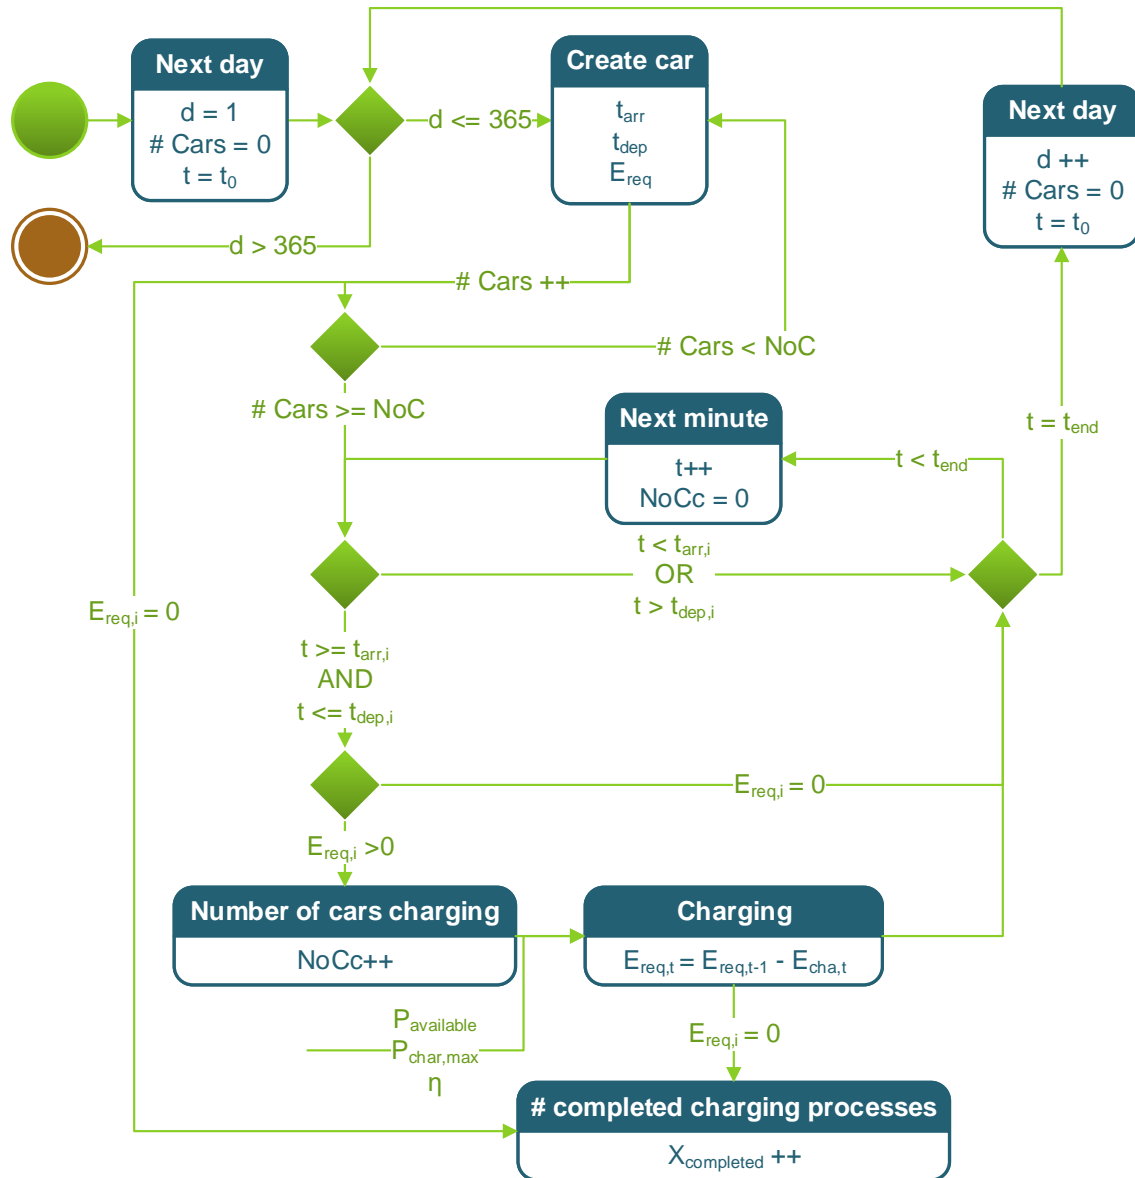 Next day
d = 1
# Cars = 0
t = t0
d <= 365
Create car
tarr
tdep
Ereq
Next day
d ++
# Cars = 0
t = t0
d > 365
# Cars ++
# Cars < NoC
# Cars >= NoC
Next minute
t++
NoCc = 0
t < tend
t = tend
t < tarr,i
OR
t > tdep,i
Ereq,i = 0
t >= tarr,i
AND
t <= tdep,i
Ereq,i = 0
Ereq,i >0
Number of cars charging
NoCc++
Charging
Ereq,t = Ereq,t-1 - Echa,t
Pavailable
Pchar,max
η
Ereq,i = 0
# completed charging processes
Xcompleted ++